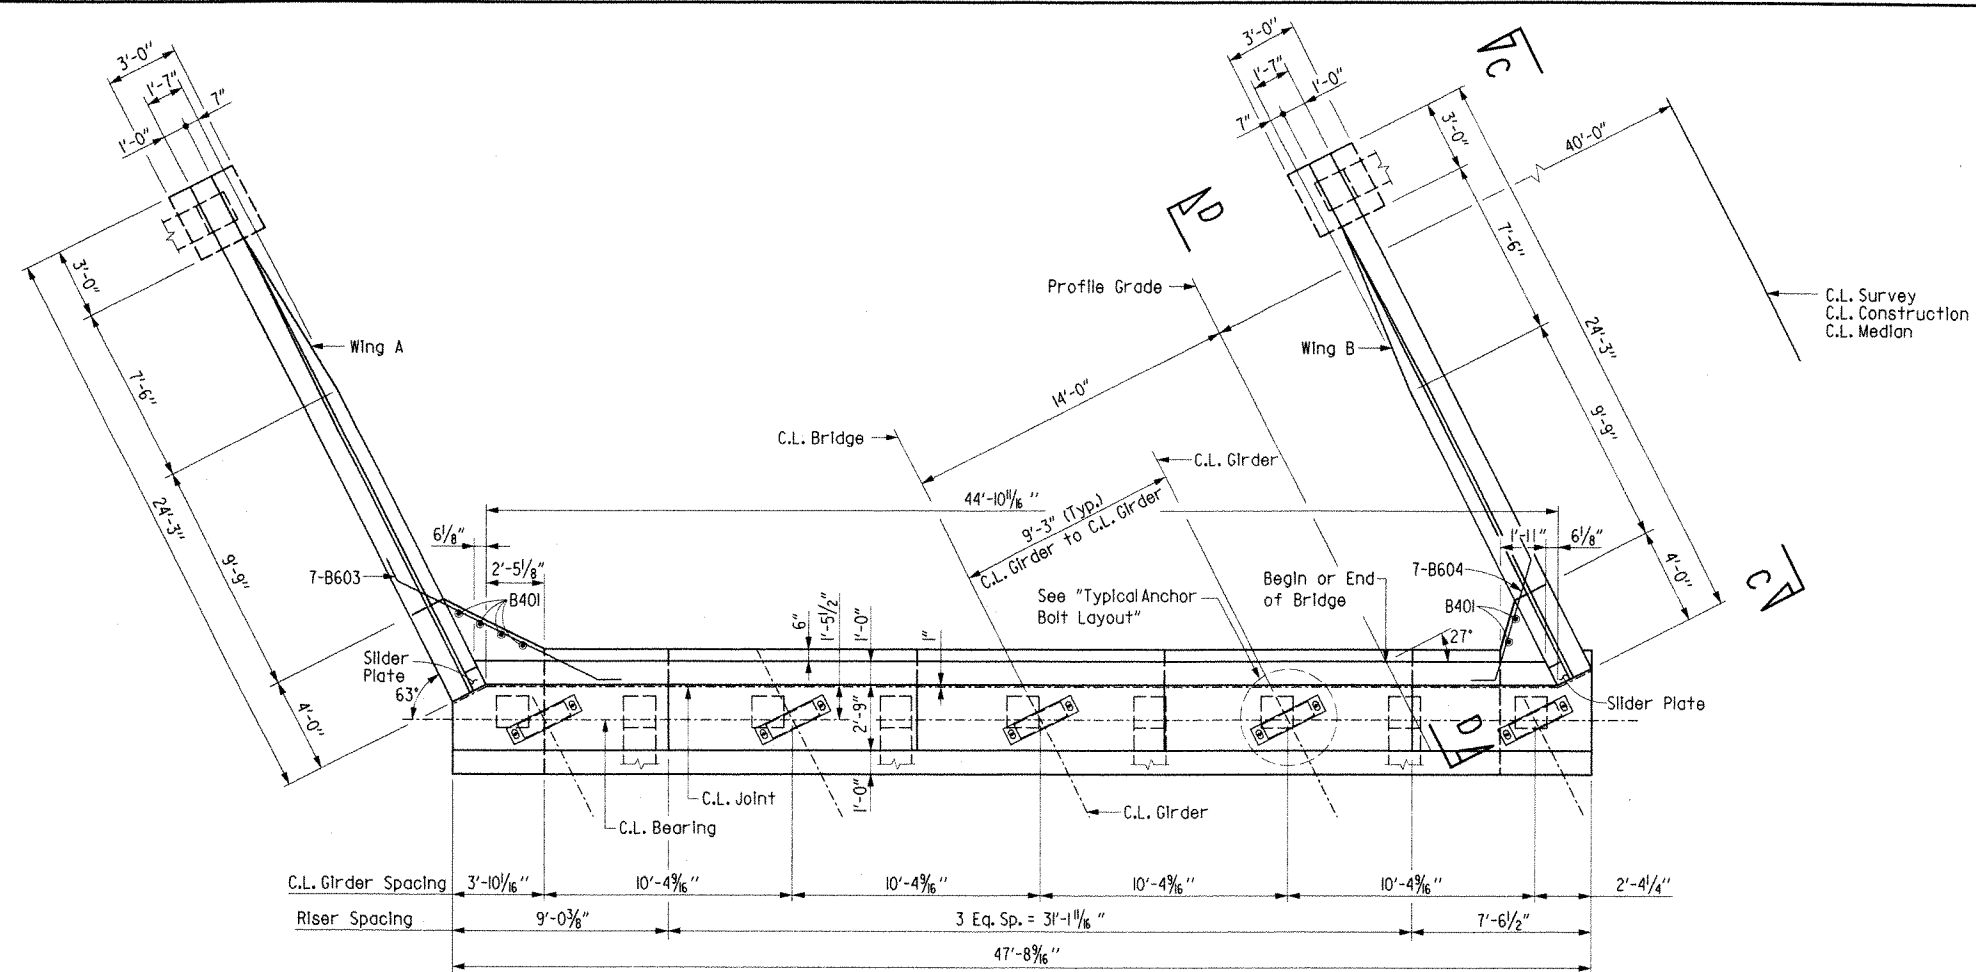 3'-0"
1'-7"
7"
1'-0"
3'-0"
7'-6"
9'-9"
4'-0"
24'-3"
Wing A
3'-0"
1'-7"
1'-0"
7"
C
3'-0"
40'-0"
7'-6"
24'-3"
9'-9"
4'-0"
C
D
Profile Grade
Wing B
C.L. Survey
C.L. Construction
C.L. Median
14'-0"
C.L. Bridge
C.L. Girder
44'-10 11/16"
9'-3" (Typ.)
C.L. Girder to C.L. Girder
6 1/8"
2'-5 1/8"
7-B603
B401
6"
1'-5 1/2"
1'-0"
1"
See "Typical Anchor
Bolt Layout"
Begin or End
of Bridge
1'-11"
6 1/8"
7-B604
B401
27°
Slider
Plate
63°
2'-9"
1'-0"
Slider Plate
D
C.L. Joint
C.L. Bearing
C.L. Girder
C.L. Girder Spacing 3'-10 1/16" 10'-4 9/16" 10'-4 9/16" 10'-4 9/16" 10'-4 9/16" 2'-4 1/4"
Riser Spacing 9'-0 3/8" 3 Eq. Sp. = 31'-1 11/16" 7'-6 1/2"
47'-8 9/16"